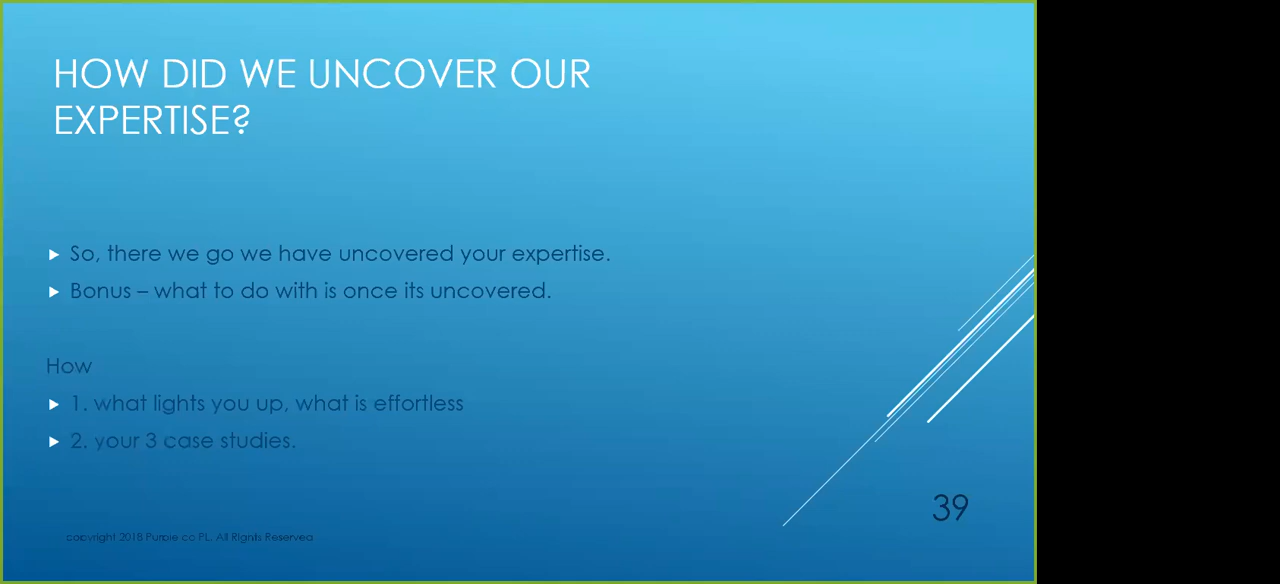 HOW DID WE UNCOVER OUR
EXPERTISE?
So, there we go we have uncovered your expertise.
Bonus – what to do with is once its uncovered.
How
1. what lights you up, what is effortless
2. your 3 case studies.
39
copyright 2018 Purple co PL. All Rights Reserved